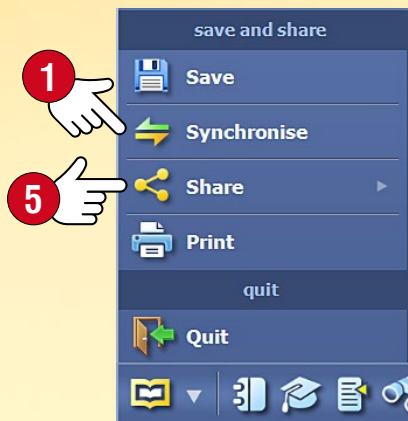 save and share
1
Save
Synchronise
5
Share
Print
quit
Quit